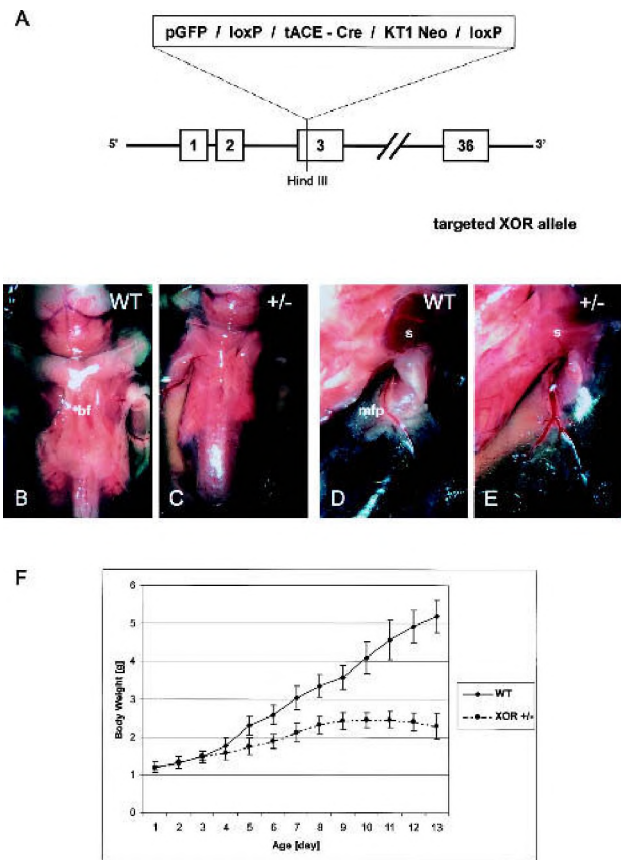 A
pGFP / loxP / tACE - Cre / KT1 Neo / loxP
5' 1 2 3 36 3'
Hind III
targeted XOR allele
WT +/- WT +/-
s s
bf mfp
B C D E
F
6
5
4
3
2
1
0
Body Weight [g]
1 2 3 4 5 6 7 8 9 10 11 12 13
Age [day]
WT
XOR +/-